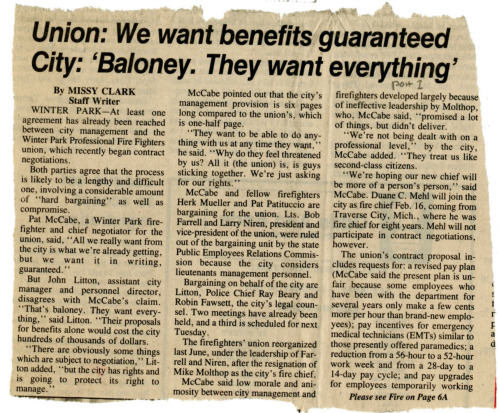 Union: We want benefits guaranteed
City: 'Baloney. They want everything'
part I
By MISSY CLARK
Staff Writer
WINTER PARK—At least one
agreement has already been reached
between city management and the
Winter Park Professional Fire Fighters
union, which recently began contract
negotiations.
Both parties agree that the process
is likely to be a lengthy and difficult
one, involving a considerable amount
of "hard bargaining" as well as
compromise.
Pat McCabe, a Winter Park fire-
fighter and chief negotiator for the
union, said, "All we really want from
the city is what we're already getting,
but we want it in writing,
guaranteed."
But John Litton, assistant city
manager and personnel director,
disagrees with McCabe's claim.
"That's baloney. They want every-
thing," said Litton. "Their proposals
for benefits alone would cost the city
hundreds of thousands of dollars.
"There are obviously some things
which are subject to negotiation," Lit-
ton added, "but the city has rights and
is going to protect its right to
manage."
McCabe pointed out that the city's
management provision is six pages
long compared to the union's, which
is one-half page.
"They want to be able to do any-
thing with us at any time they want,"
he said. "Why do they feel threatened
by us? All it (the union) is, is guys
sticking together. We're just asking
for our rights."
McCabe and fellow firefighters
Herk Mueller and Pat Patituccio are
bargaining for the union. Lts. Bob
Farrell and Larry Niren, president and
vice-president of the union, were ruled
out of the bargaining unit by the state
Public Employees Relations Commis-
sion because the city considers
lieutenants management personnel.
Bargaining on behalf of the city are
Litton, Police Chief Ray Beary and
Robin Fawsett, the city's legal coun-
sel. Two meetings have already been
held, and a third is scheduled for next
Tuesday.
The firefighters' union reorganized
last June, under the leadership of Far-
rell and Niren, after the resignation of
Mike Molthop as the city's fire chief.
McCabe said low morale and ani-
mosity between city management and
firefighters developed largely because
of ineffective leadership by Molthop,
who, McCabe said, "promised a lot
of things, but didn't deliver.
"We're not being dealt with on a
professional level," by the city,
McCabe added. "They treat us like
second-class citizens.
"We're hoping our new chief will
be more of a person's person," said
McCabe. Duane C. Mehl will join the
city as fire chief Feb. 16, coming from
Traverse City, Mich., where he was
fire chief for eight years. Mehl will not
participate in contract negotiations,
however.
The union's contract proposal in-
cludes requests for: a revised pay plan
(McCabe said the present plan is un-
fair because some employees who
have been with the department for
several years only make a few cents
more per hour than brand-new emplo-
yees); pay incentives for emergency
medical technicians (EMTs) similar to
those presently offered paramedics; a
reduction from a 56-hour to a 52-hour
work week and from a 28-day to a
14-day pay cycle; and pay upgrades
for employees temporarily working
Please see Fire on Page 6A